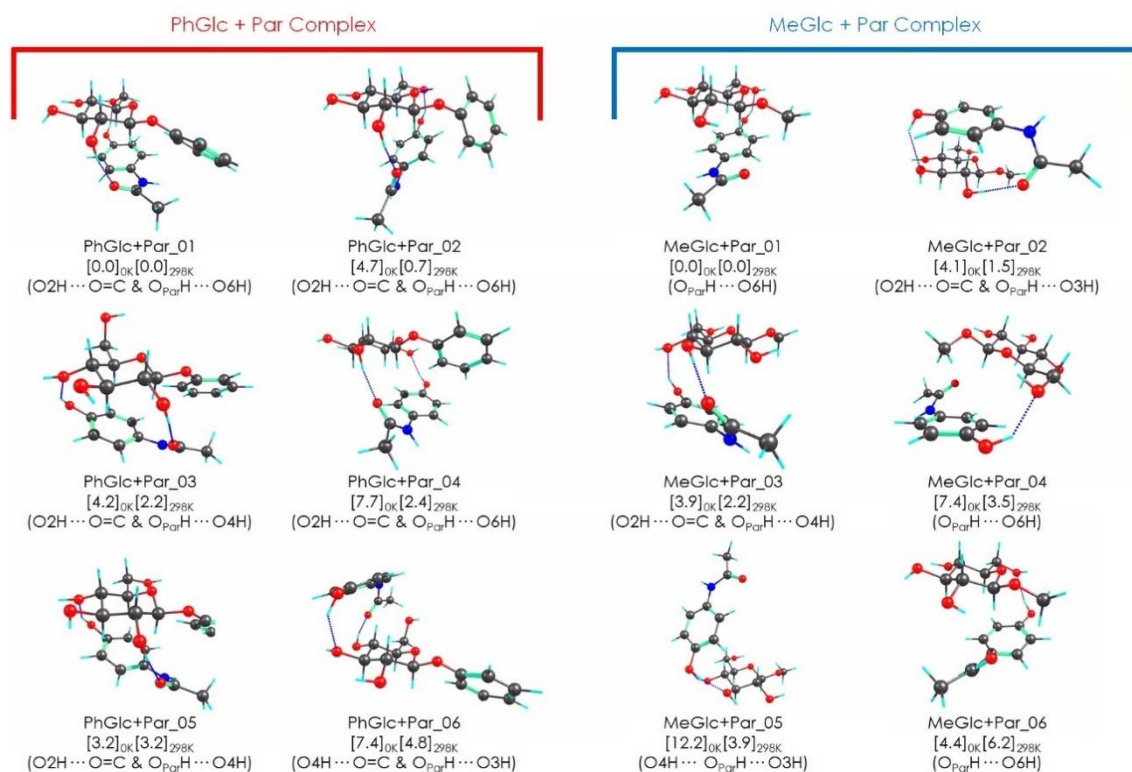 PhGlc + Par Complex
MeGlc + Par Complex
PhGlc+Par_01
[0.0]0K[0.0]298K
(O2H···O=C & OParH···O6H)
PhGlc+Par_02
[4.7]0K[0.7]298K
(O2H···O=C & OParH···O6H)
MeGlc+Par_01
[0.0]0K[0.0]298K
(OParH···O6H)
MeGlc+Par_02
[4.1]0K[1.5]298K
(O2H···O=C & OParH···O3H)
PhGlc+Par_03
[4.2]0K[2.2]298K
(O2H···O=C & OParH···O4H)
PhGlc+Par_04
[7.7]0K[2.4]298K
(O2H···O=C & OParH···O6H)
MeGlc+Par_03
[3.9]0K[2.2]298K
(O2H···O=C & OParH···O4H)
MeGlc+Par_04
[7.4]0K[3.5]298K
(OParH···O6H)
PhGlc+Par_05
[3.2]0K[3.2]298K
(O2H···O=C & OParH···O4H)
PhGlc+Par_06
[7.4]0K[4.8]298K
(O4H···O=C & OParH···O3H)
MeGlc+Par_05
[12.2]0K[3.9]298K
(O4H··· OParH···O3H)
MeGlc+Par_06
[4.4]0K[6.2]298K
(OParH···O6H)